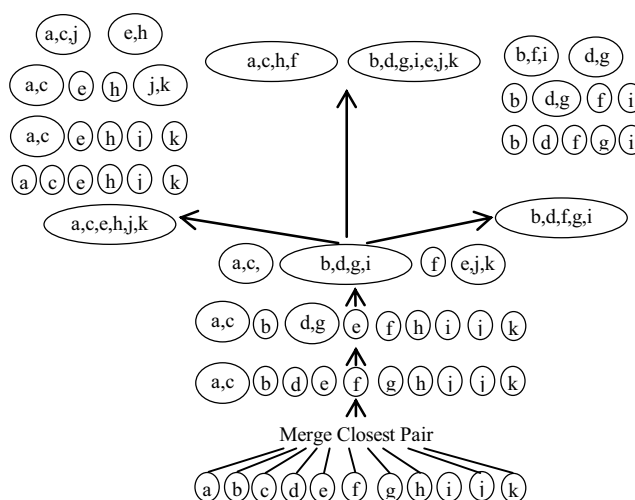 a,c,j e,h
a,c,h,f b,d,g,i,e,j,k
b,f,i d,g
a,c e h j,k
b d,g f i
a,c e h j k
b d f g i
a c e h j k
a,c,e,h,j,k
b,d,f,g,i
a,c, b,d,g,i f e,j,k
a,c b d,g e f h i j k
a,c b d e f g h j j k
Merge Closest Pair
a b c d e f g h i j k